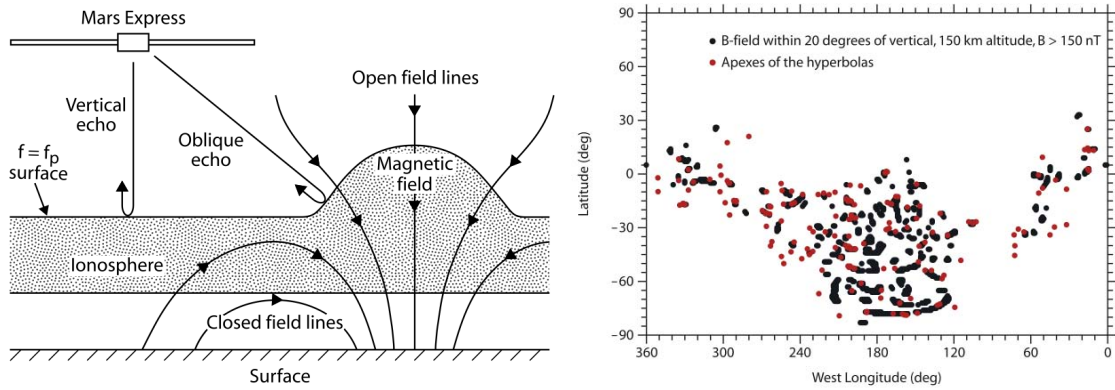 Mars Express
Vertical
echo
Oblique
echo
Open field lines
f = fp
surface
Magnetic
field
Ionosphere
Closed field lines
Surface
90
60
30
0
−30
−60
−90
Latitude (deg)
B-field within 20 degrees of vertical, 150 km altitude, B > 150 nT
Apexes of the hyperbolas
360 300 240 180 120 60 0
West Longitude (deg)